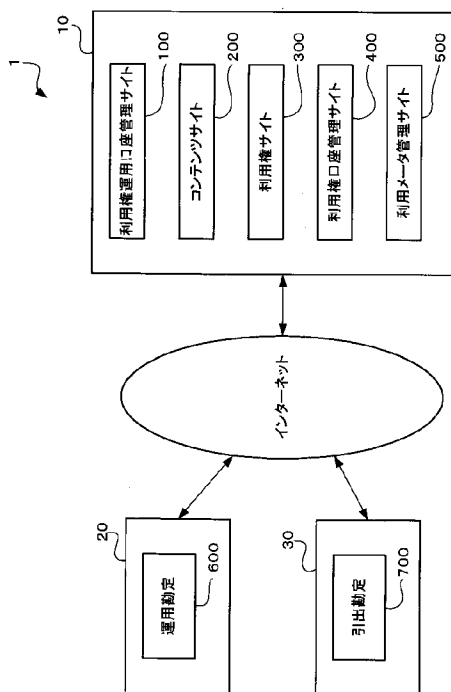 1
10
利用権運用口座管理サイト
100
コンテンツサイト
200
利用権サイト
300
利用権口座管理サイト
400
利用メータ管理サイト
500
インターネット
20
運用勘定
600
30
引出勘定
700